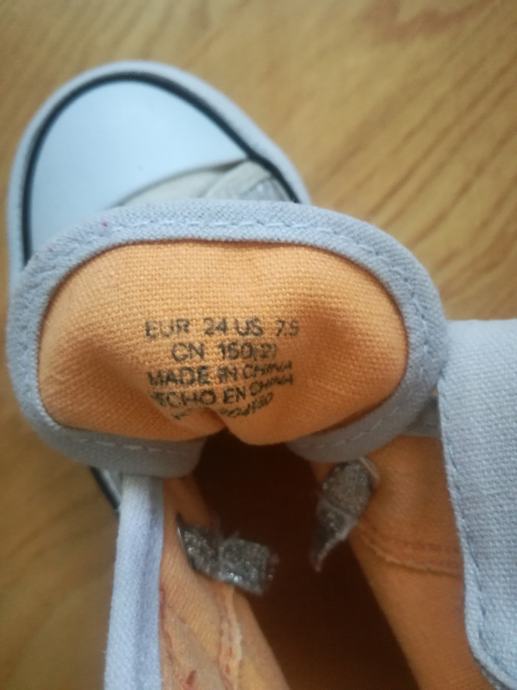 EUR 24 US 7.5
CN 150(2)
MADE IN CHINA
HECHO EN CHINA